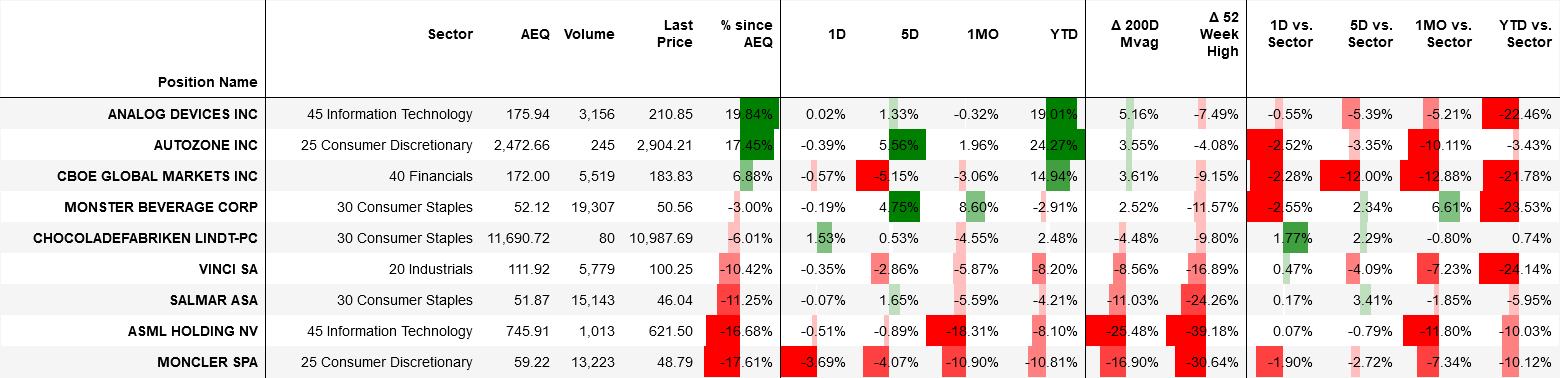 Position Name Sector AEQ Volume Last Price % since AEQ 1D 5D 1MO YTD Δ 200D Mvag Δ 52 Week High 1D vs. Sector 5D vs. Sector 1MO vs. Sector YTD vs. Sector
ANALOG DEVICES INC 45 Information Technology 175.94 3,156 210.85 19.84% 0.02% 1.33% -0.32% 19.01% 5.16% -7.49% -0.55% -5.39% -5.21% -22.46%
AUTOZONE INC 25 Consumer Discretionary 2,472.66 245 2,904.21 17.45% -0.39% 5.56% 1.96% 24.27% 3.55% -4.08% -2.52% -3.35% -10.11% -3.43%
CBOE GLOBAL MARKETS INC 40 Financials 172.00 5,519 183.83 6.88% -0.57% -5.15% -3.06% 14.94% 3.61% -9.15% -2.28% -12.00% -12.88% -21.78%
MONSTER BEVERAGE CORP 30 Consumer Staples 52.12 19,307 50.56 -3.00% -0.19% 4.75% 8.60% -2.91% 2.52% -11.57% -2.55% 2.34% 6.61% -23.53%
CHOCOLADEFABRIKEN LINDT-PC 30 Consumer Staples 11,690.72 80 10,987.69 -6.01% 1.53% 0.53% -4.55% 2.48% -4.48% -9.80% 1.77% 2.29% -0.80% 0.74%
VINCI SA 20 Industrials 111.92 5,779 100.25 -10.42% -0.35% -2.86% -5.87% -8.20% -8.56% -16.89% 0.47% -4.09% -7.23% -24.14%
SALMAR ASA 30 Consumer Staples 51.87 15,143 46.04 -11.25% -0.07% 1.65% -5.59% -4.21% -11.03% -24.26% 0.17% 3.41% -1.85% -5.95%
ASML HOLDING NV 45 Information Technology 745.91 1,013 621.50 -16.68% -0.51% -0.89% -18.31% -8.10% -25.48% -39.18% 0.07% -0.79% -11.80% -10.03%
MONCLER SPA 25 Consumer Discretionary 59.22 13,223 48.79 -17.61% -3.69% -4.07% -10.90% -10.81% -16.90% -30.64% -1.90% -2.72% -7.34% -10.12%